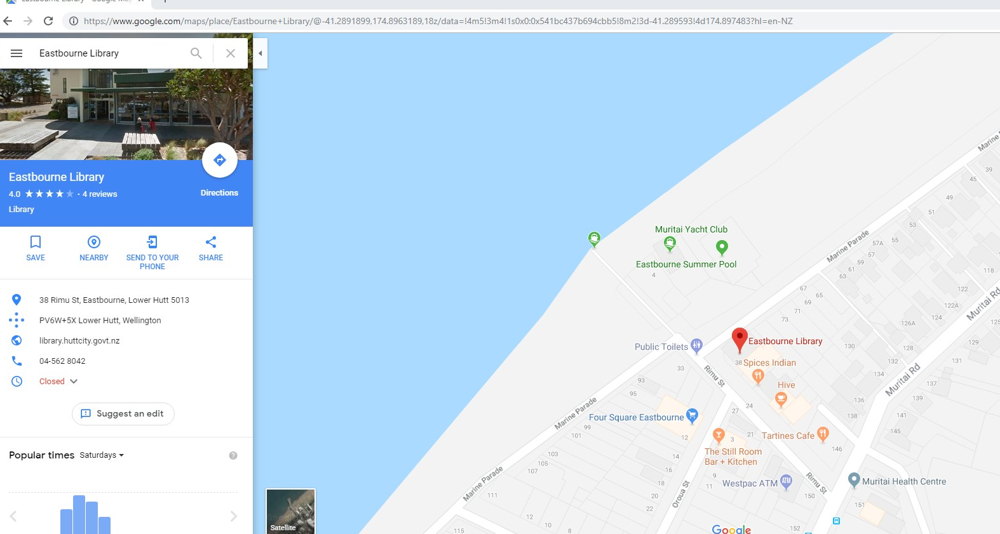 https://www.google.com/maps/place/Eastbourne+Library/@-41.2891899,174.8963189,18z/data=!4m5!3m4!1s0x0:0x541bc437b694cbb5!8m2!3d-41.289593!4d174.897483?hl=en-NZ
Eastbourne Library
Eastbourne Library
4.0 ★★★★★ · 4 reviews
Directions
Library
SAVE
NEARBY
SEND TO YOUR
PHONE
SHARE
38 Rimu St, Eastbourne, Lower Hutt 5013
PV6W+5X Lower Hutt, Wellington
library.huttcity.govt.nz
04-562 8042
Closed
Suggest an edit
Popular times Saturdays
Satellite
Marine
39
45
49
51
53
55
57A
57
59
61
63
Marine Parade
65
67
69
71
73
Muritai Yacht Club
Eastbourne Summer Pool
4
118
122
122A
124A
126A
128
130
132
136
138
Muritai Rd
Muritai Rd
129
131
135
137
139
145
146
Public Toilets
Eastbourne Library
38
Spices Indian
Hive
33
Rimu St
93
95
99
101
103
105
107
111
115
Marine Parade
Marine Parade
Four Square Eastbourne
12
27
24
21
3
Tartines Cafe
The Still Room
Bar + Kitchen
14
16
18
20
22
11
9
Westpac ATM
Oroua St
Rimu St
150
Muritai Health Centre
151
152
12
10
8
Google